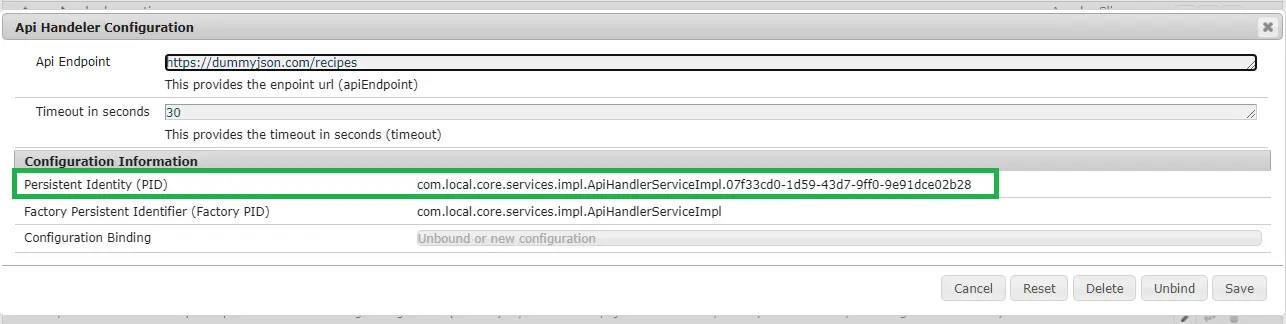 Api Handeler Configuration
Api Endpoint
https://dummyjson.com/recipes
This provides the enpoint url (apiEndpoint)
Timeout in seconds
30
This provides the timeout in seconds (timeout)
Configuration Information
Persistent Identity (PID) com.local.core.services.impl.ApiHandlerServiceImpl.07f33cd0-1d59-43d7-9ff0-9e91dce02b28
Factory Persistent Identifier (Factory PID) com.local.core.services.impl.ApiHandlerServiceImpl
Configuration Binding Unbound or new configuration
Cancel Reset Delete Unbind Save